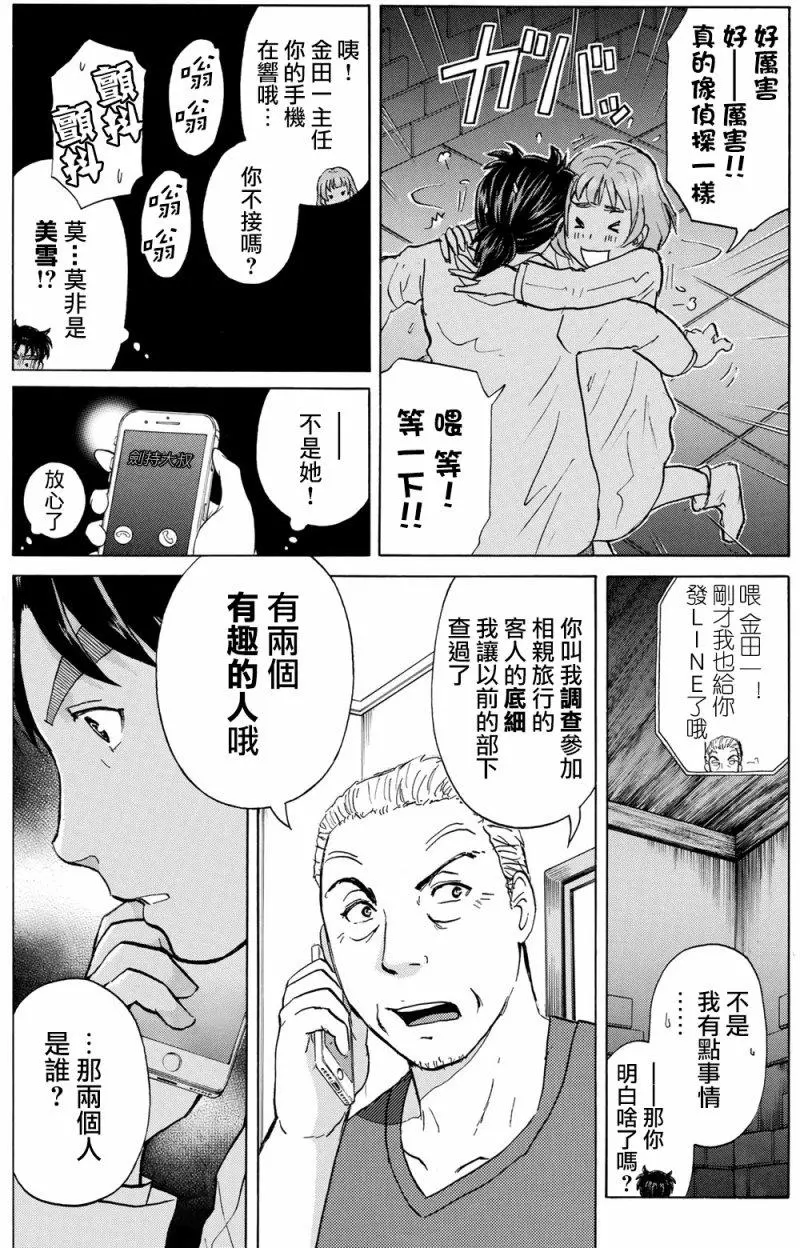 好厲害
好——厲害!!
真的像偵探一樣
ガバッ
喂等！
等一下!!
咦！
金田一主任
你的手機
在響哦…
你不接嗎？
嗡嗡
嗡嗡
顫抖
顫抖
莫…莫非是
美雪!?
——
不是她！
劍持大叔
放心了
喂金田一！
剛才我也給你
發LINE了哦
不是
我有點事情
……
——那你
明白啥了嗎？
你叫我調查參加
相親旅行的
客人的底細
我讓以前的部下
查過了
有兩個
有趣的人哦
…那兩個人
是誰？